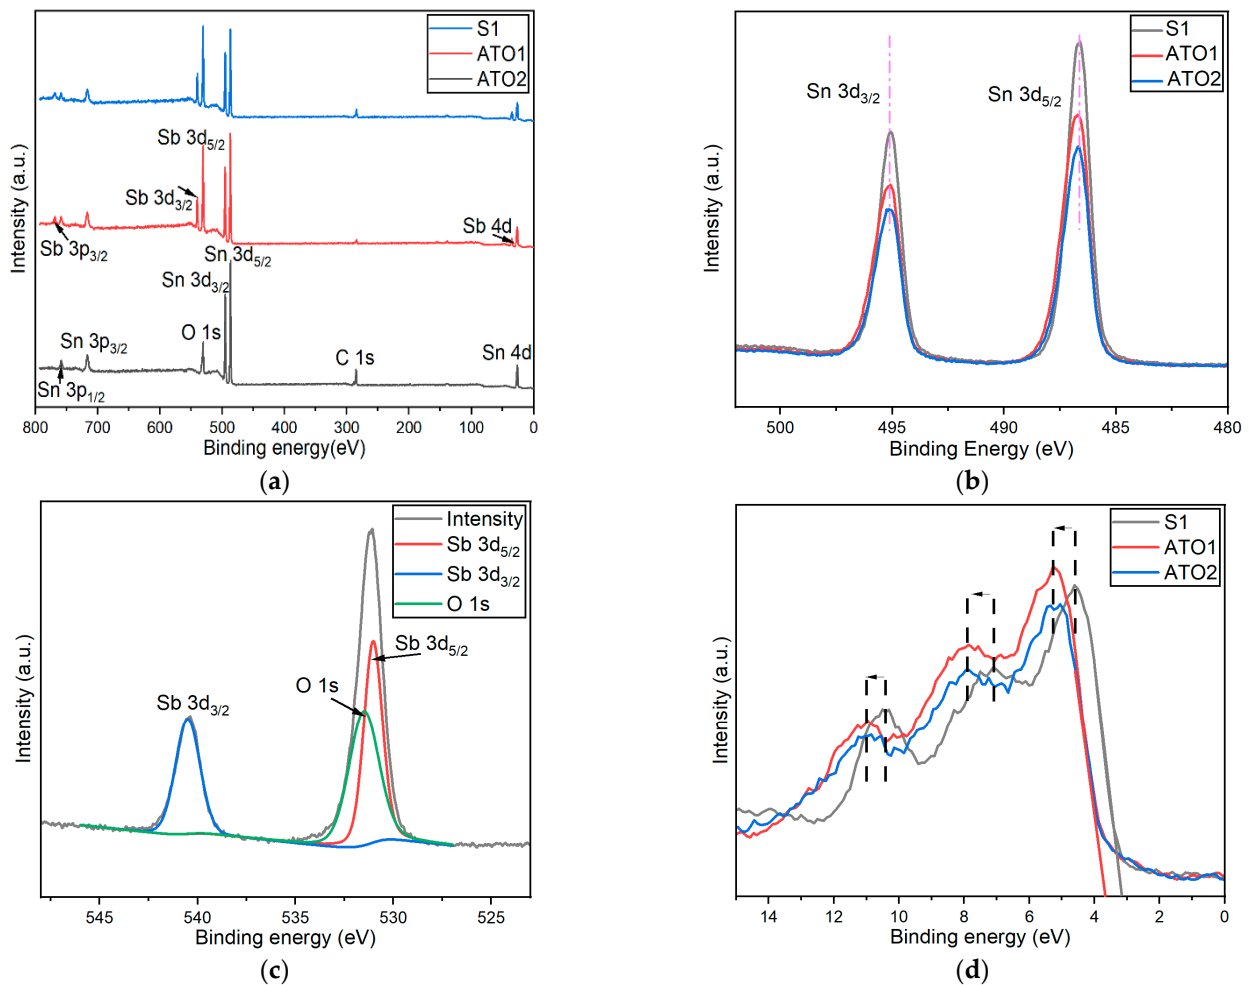 S1
ATO1
ATO2
Sb 3d5/2
Sb 3d3/2
Sb 4d
Sb 3p3/2
Sn 3d5/2
Sn 3d3/2
O 1s
Sn 3p3/2
C 1s
Sn 4d
Sn 3p1/2
Intensity (a.u.)
800 700 600 500 400 300 200 100 0
Binding energy(eV)
(a)
S1
ATO1
ATO2
Sn 3d3/2
Sn 3d5/2
Intensity (a.u.)
500 495 490 485 480
Binding Energy (eV)
(b)
Intensity
Sb 3d5/2
Sb 3d3/2
O 1s
Sb 3d5/2
O 1s
Sb 3d3/2
Intensity (a.u.)
545 540 535 530 525
Binding energy (eV)
(c)
S1
ATO1
ATO2
Intensity (a.u.)
14 12 10 8 6 4 2 0
Binding energy (eV)
(d)